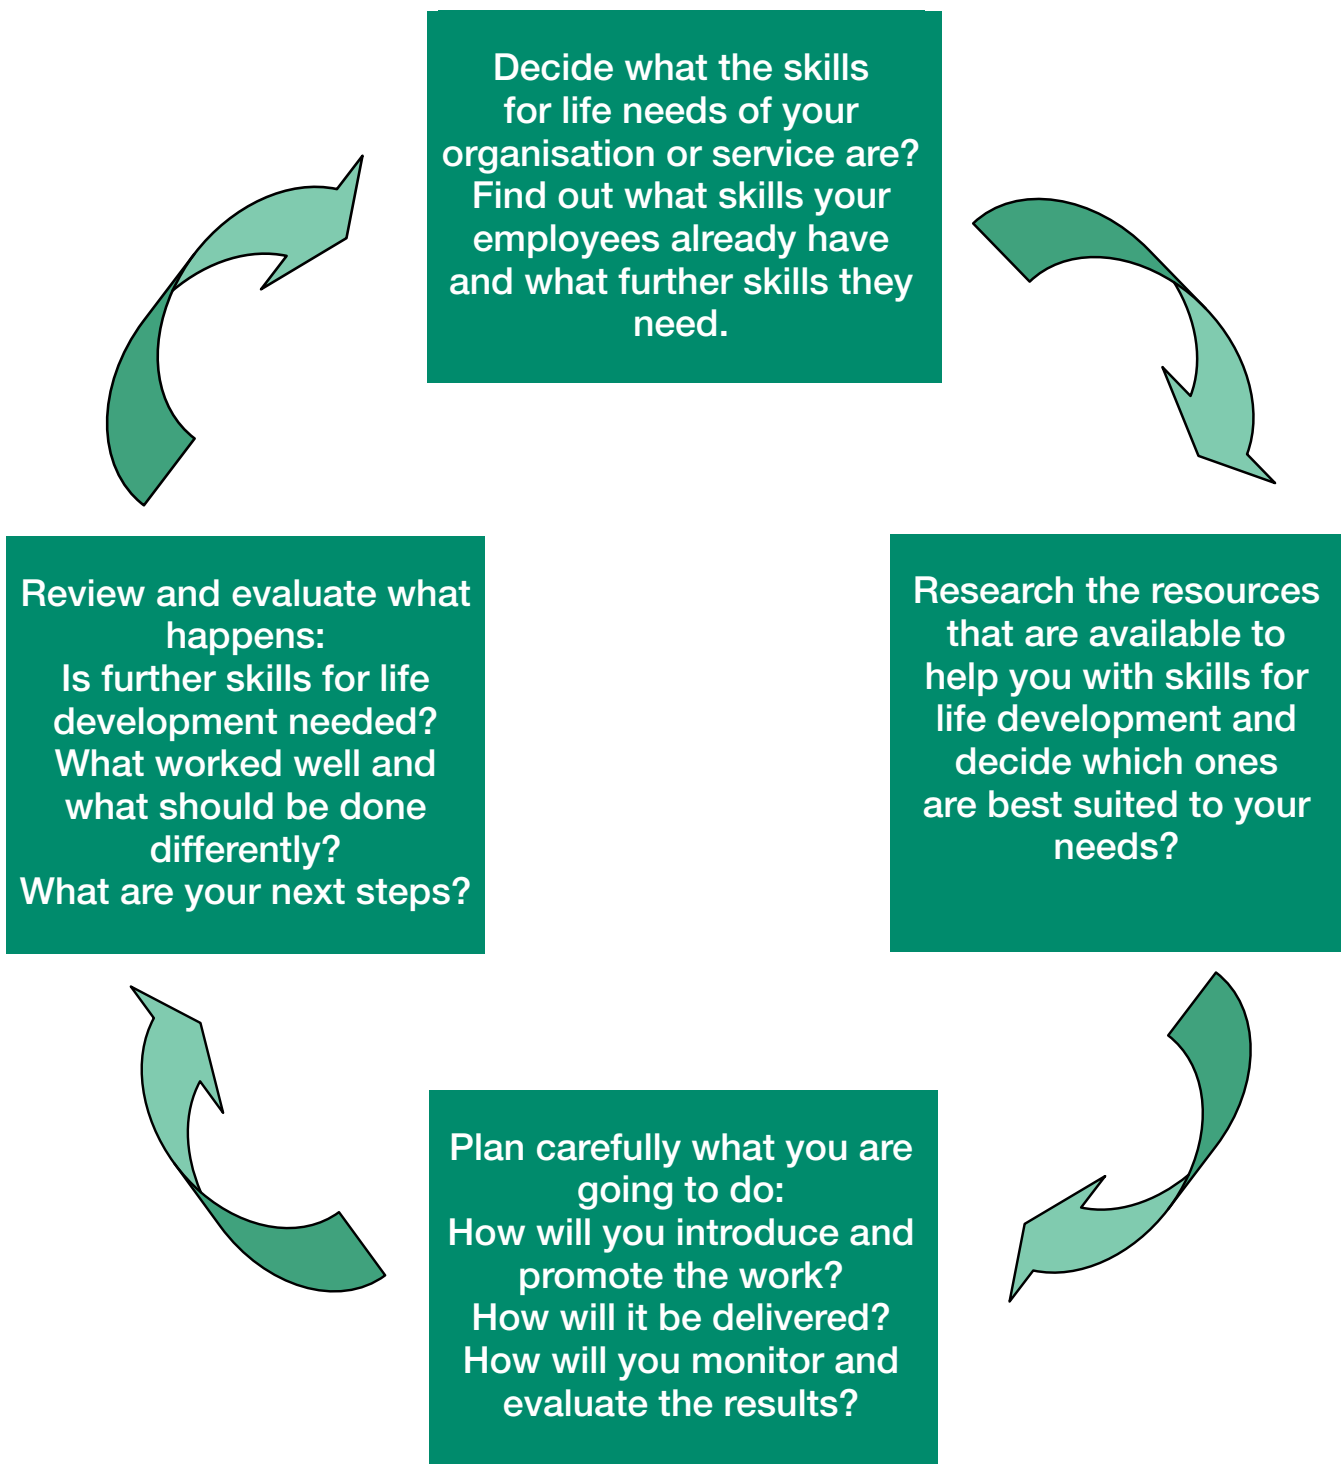 Decide what the skills
for life needs of your
organisation or service are?
Find out what skills your
employees already have
and what further skills they
need.
Research the resources
that are available to
help you with skills for
life development and
decide which ones
are best suited to your
needs?
Plan carefully what you are
going to do:
How will you introduce and
promote the work?
How will it be delivered?
How will you monitor and
evaluate the results?
Review and evaluate what
happens:
Is further skills for life
development needed?
What worked well and
what should be done
differently?
What are your next steps?